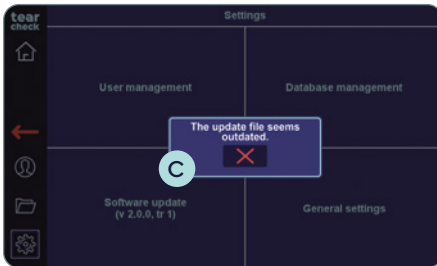 tear
check
Settings
User management
Database management
The update file seems
outdated.
C
Software update
(v 2.0.0, tr 1)
General settings